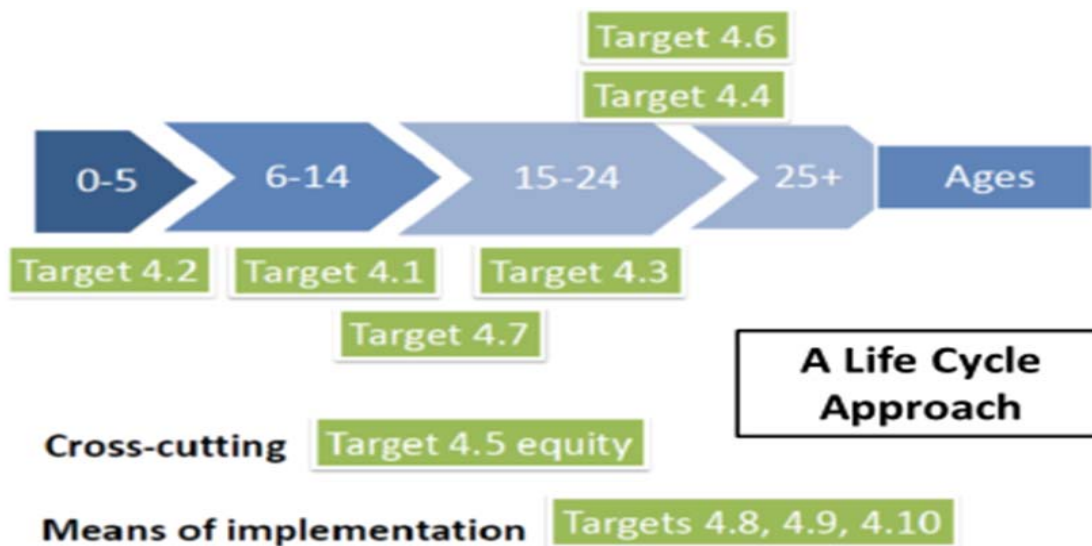 Target 4.6
Target 4.4
0-5
6-14
15-24
25+
Ages
Target 4.2
Target 4.1
Target 4.3
Target 4.7
A Life Cycle
Approach
Cross-cutting
Target 4.5 equity
Means of implementation
Targets 4.8, 4.9, 4.10